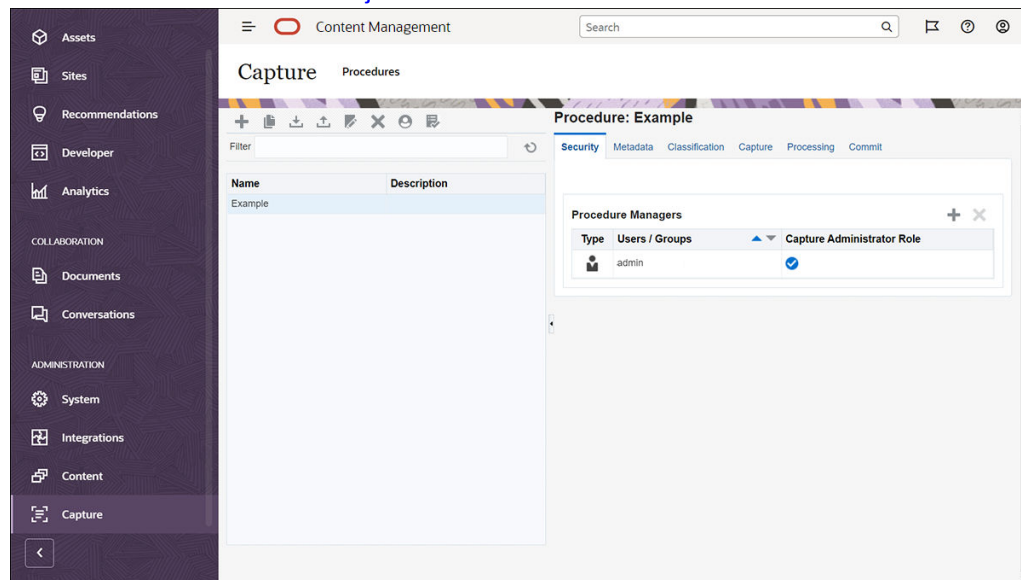 Assets
Sites
Recommendations
Developer
Analytics
COLLABORATION
Documents
Conversations
ADMINISTRATION
System
Integrations
Content
Capture
Content Management
Search
Capture Procedures
Filter
Name Description
Example
Procedure: Example
Security Metadata Classification Capture Processing Commit
Procedure Managers
Type Users / Groups Capture Administrator Role
admin